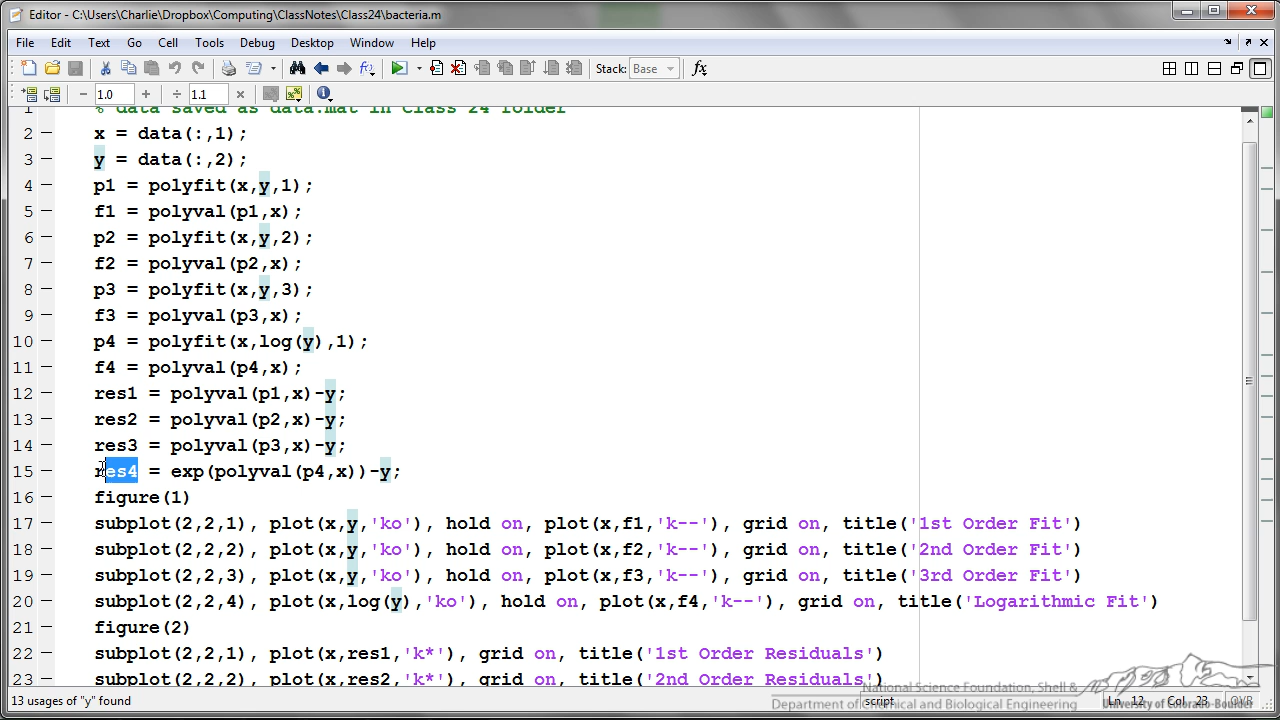 Editor - C:\Users\Charlie\Dropbox\Computing\ClassNotes\Class24\bacteria.m
File Edit Text Go Cell Tools Debug Desktop Window Help
Stack: Base fx
− 1.0 + ÷ 1.1 ×
1 % data saved as data.mat in Class 24 folder
2 − x = data(:,1);
3 − y = data(:,2);
4 − p1 = polyfit(x,y,1);
5 − f1 = polyval(p1,x);
6 − p2 = polyfit(x,y,2);
7 − f2 = polyval(p2,x);
8 − p3 = polyfit(x,y,3);
9 − f3 = polyval(p3,x);
10 − p4 = polyfit(x,log(y),1);
11 − f4 = polyval(p4,x);
12 − res1 = polyval(p1,x)-y;
13 − res2 = polyval(p2,x)-y;
14 − res3 = polyval(p3,x)-y;
15 − res4 = exp(polyval(p4,x))-y;
16 − figure(1)
17 − subplot(2,2,1), plot(x,y,'ko'), hold on, plot(x,f1,'k--'), grid on, title('1st Order Fit')
18 − subplot(2,2,2), plot(x,y,'ko'), hold on, plot(x,f2,'k--'), grid on, title('2nd Order Fit')
19 − subplot(2,2,3), plot(x,y,'ko'), hold on, plot(x,f3,'k--'), grid on, title('3rd Order Fit')
20 − subplot(2,2,4), plot(x,log(y),'ko'), hold on, plot(x,f4,'k--'), grid on, title('Logarithmic Fit')
21 − figure(2)
22 − subplot(2,2,1), plot(x,res1,'k*'), grid on, title('1st Order Residuals')
23 − subplot(2,2,2), plot(x,res2,'k*'), grid on, title('2nd Order Residuals')
National Science Foundation, Shell &
13 usages of "y" found script Ln 12 Col 23 OVR
Department of Chemical and Biological Engineering University of Colorado Boulder